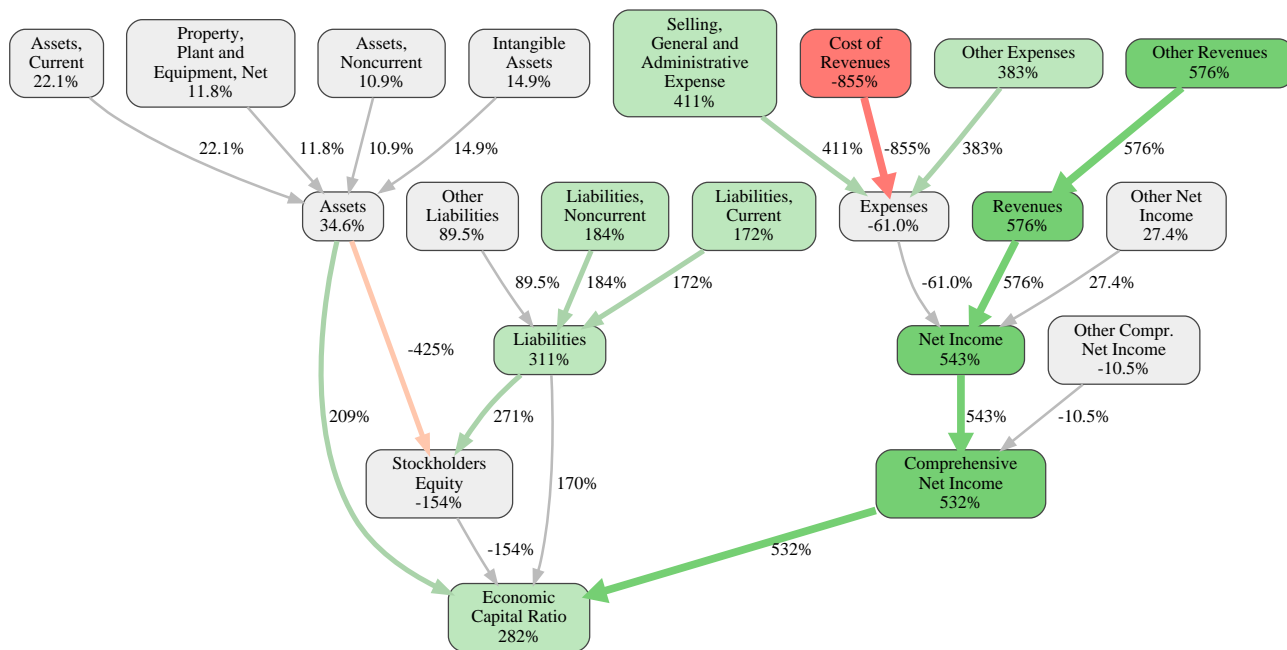 Assets,
Current
22.1%
Property,
Plant and
Equipment, Net
11.8%
Assets,
Noncurrent
10.9%
Intangible
Assets
14.9%
Selling,
General and
Administrative
Expense
411%
Cost of
Revenues
-855%
Other Expenses
383%
Other Revenues
576%
22.1%
11.8%
10.9%
14.9%
411%
-855%
383%
576%
Assets
34.6%
Other
Liabilities
89.5%
Liabilities,
Noncurrent
184%
Liabilities,
Current
172%
Expenses
-61.0%
Revenues
576%
Other Net
Income
27.4%
89.5%
184%
172%
-61.0%
576%
27.4%
Liabilities
311%
Net Income
543%
Other Compr.
Net Income
-10.5%
-425%
209%
271%
170%
543%
-10.5%
Stockholders
Equity
-154%
Comprehensive
Net Income
532%
-154%
532%
Economic
Capital Ratio
282%